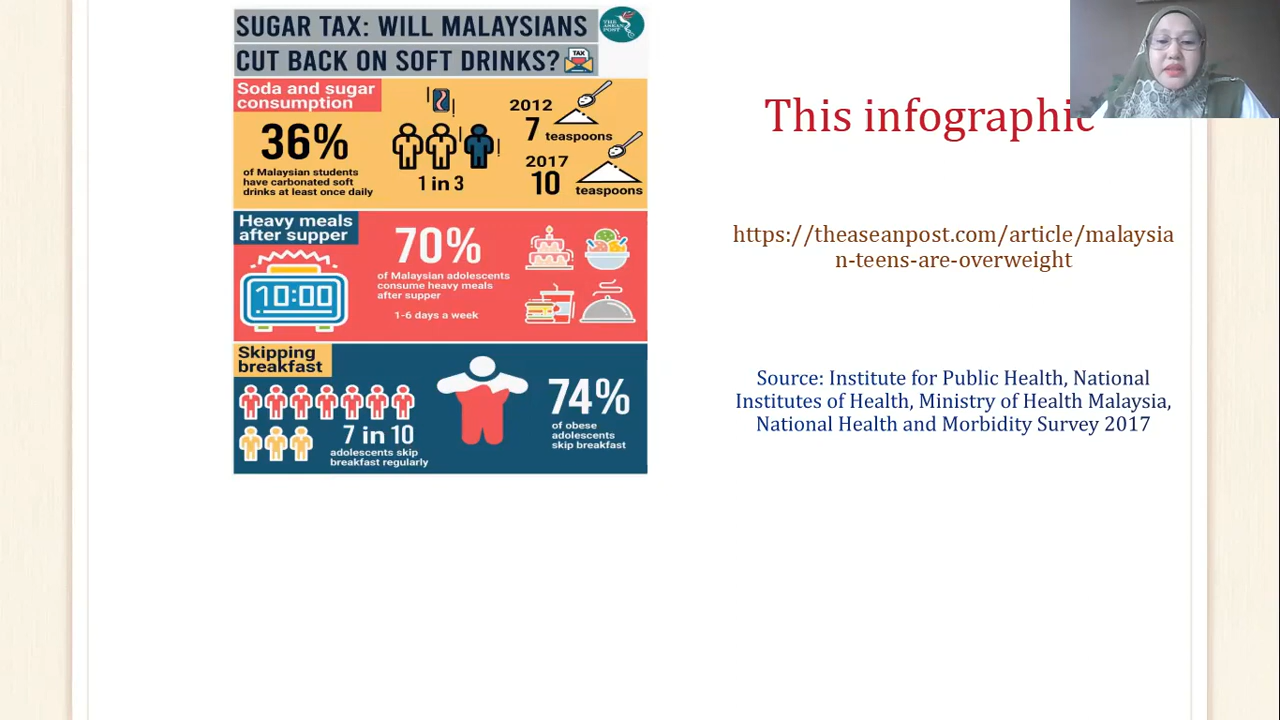 SUGAR TAX: WILL MALAYSIANS
CUT BACK ON SOFT DRINKS?
THE
ASEAN
POST
TAX
Soda and sugar
consumption
36%
of Malaysian students
have carbonated soft
drinks at least once daily
1 in 3
2012
7 teaspoons
2017
10 teaspoons
Heavy meals
after supper
10:00
70%
of Malaysian adolescents
consume heavy meals
after supper
1-6 days a week
Skipping
breakfast
7 in 10
adolescents skip
breakfast regularly
74%
of obese
adolescents
skip breakfast
This infographic
https://theaseanpost.com/article/malaysia
n-teens-are-overweight
Source: Institute for Public Health, National
Institutes of Health, Ministry of Health Malaysia,
National Health and Morbidity Survey 2017